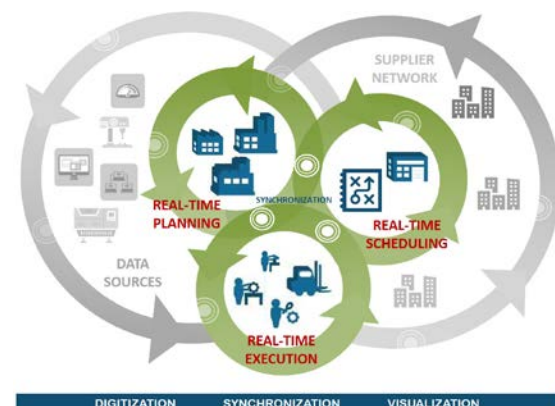 SUPPLIER
NETWORK
SYNCHRONIZATION
REAL-TIME
PLANNING
REAL-TIME
SCHEDULING
DATA
SOURCES
REAL-TIME
EXECUTION
DIGITIZATION SYNCHRONIZATION VISUALIZATION